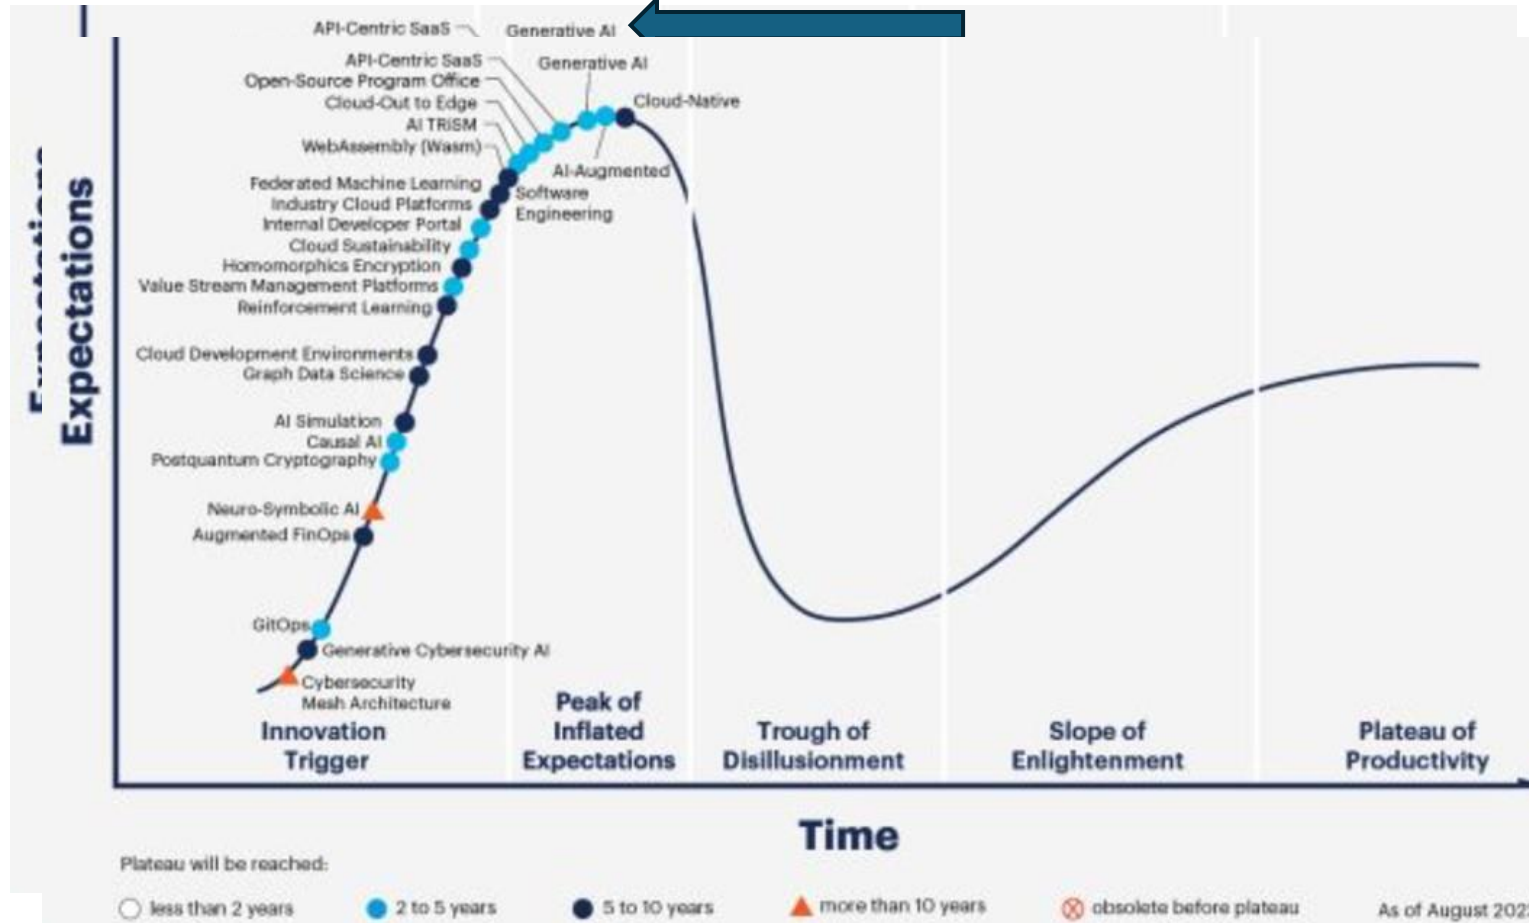 API-Centric SaaS
Generative AI
API-Centric SaaS
Generative AI
Open-Source Program Office
Cloud-Out to Edge
Cloud-Native
AI TRiSM
WebAssembly (Wasm)
AI-Augmented
Software
Engineering
Federated Machine Learning
Industry Cloud Platforms
Internal Developer Portal
Cloud Sustainability
Homomorphics Encryption
Value Stream Management Platforms
Reinforcement Learning
Cloud Development Environments
Graph Data Science
AI Simulation
Causal AI
Postquantum Cryptography
Neuro-Symbolic AI
Augmented FinOps
GitOps
Generative Cybersecurity AI
Cybersecurity
Mesh Architecture
Expectations
Expectations
Innovation
Trigger
Peak of
Inflated
Expectations
Trough of
Disillusionment
Slope of
Enlightenment
Plateau of
Productivity
Time
Plateau will be reached:
less than 2 years
2 to 5 years
5 to 10 years
more than 10 years
obsolete before plateau
As of August